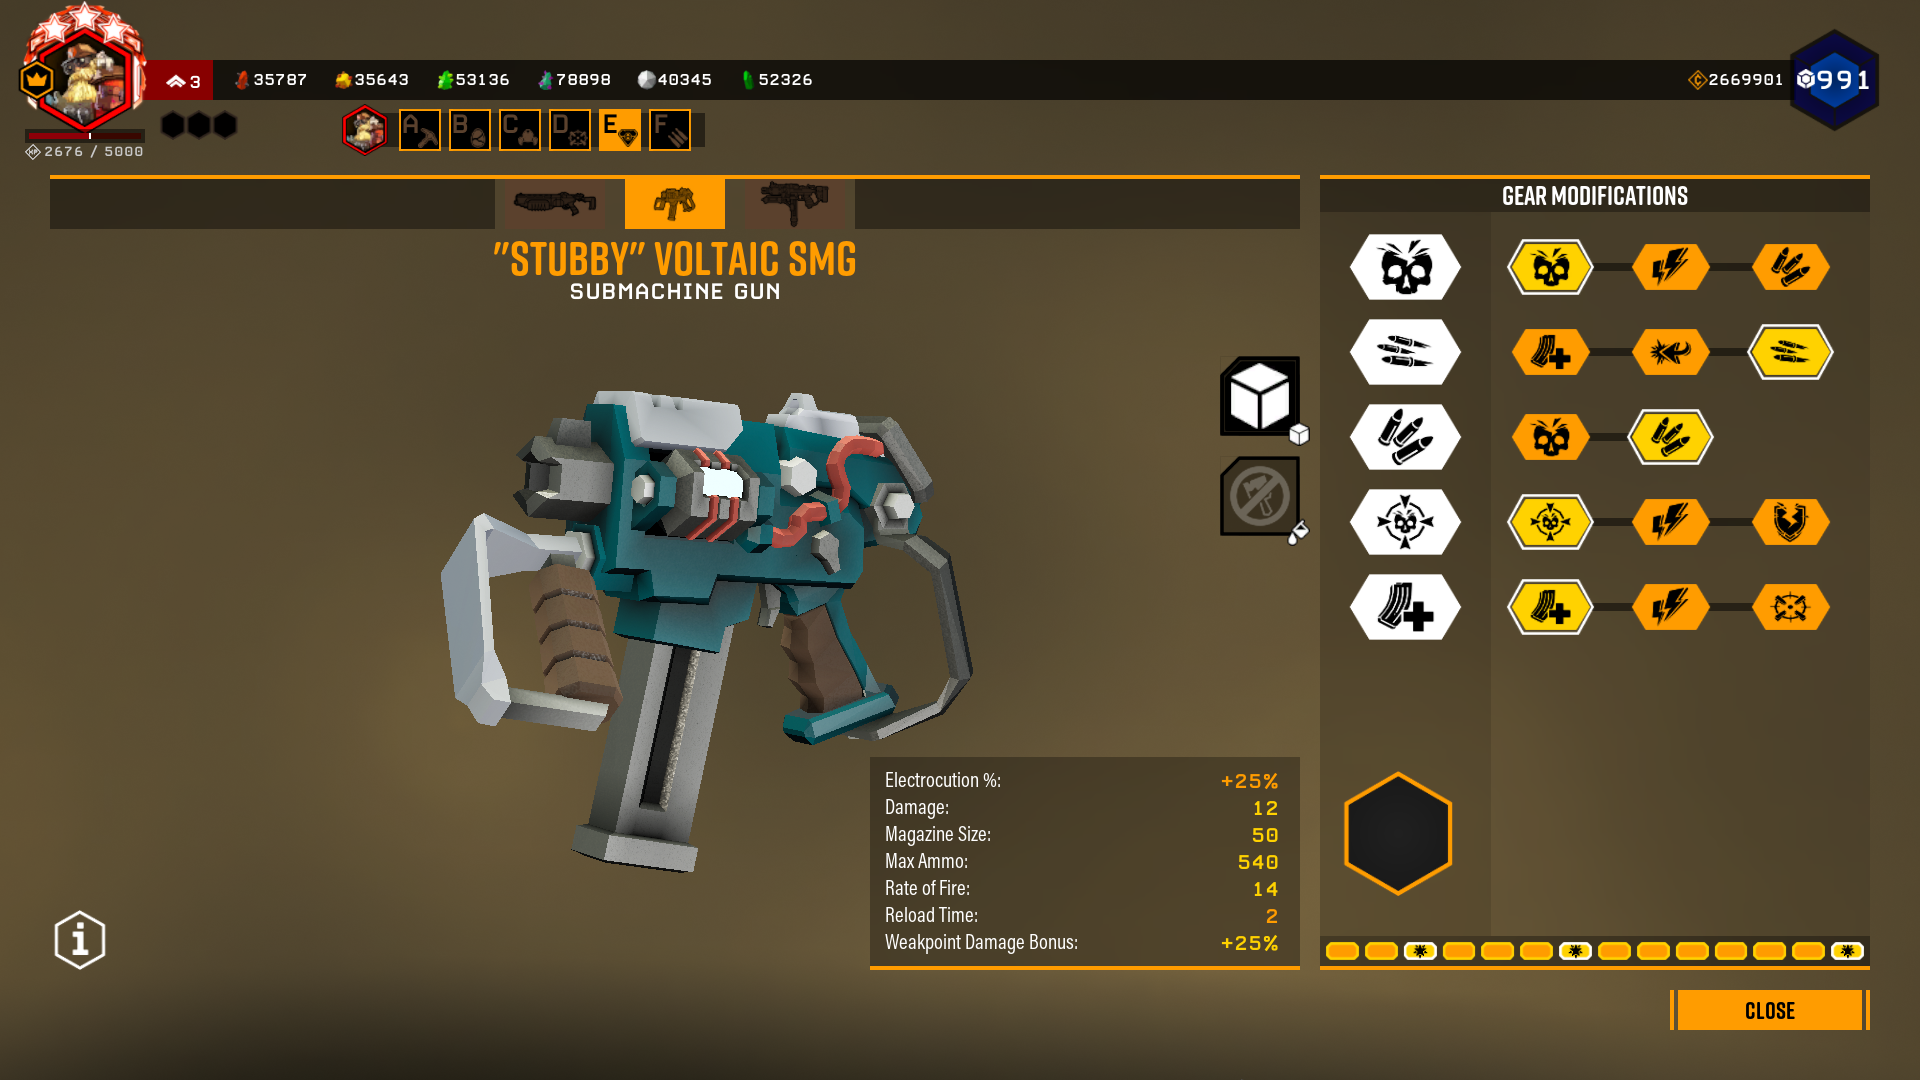 3 35787 35643 53136 78898 40345 52326 2669901 991
2676 / 5000
A B C D E F
GEAR MODIFICATIONS
"STUBBY" VOLTAIC SMG
SUBMACHINE GUN
Electrocution %: +25%
Damage: 12
Magazine Size: 50
Max Ammo: 540
Rate of Fire: 14
Reload Time: 2
Weakpoint Damage Bonus: +25%
CLOSE